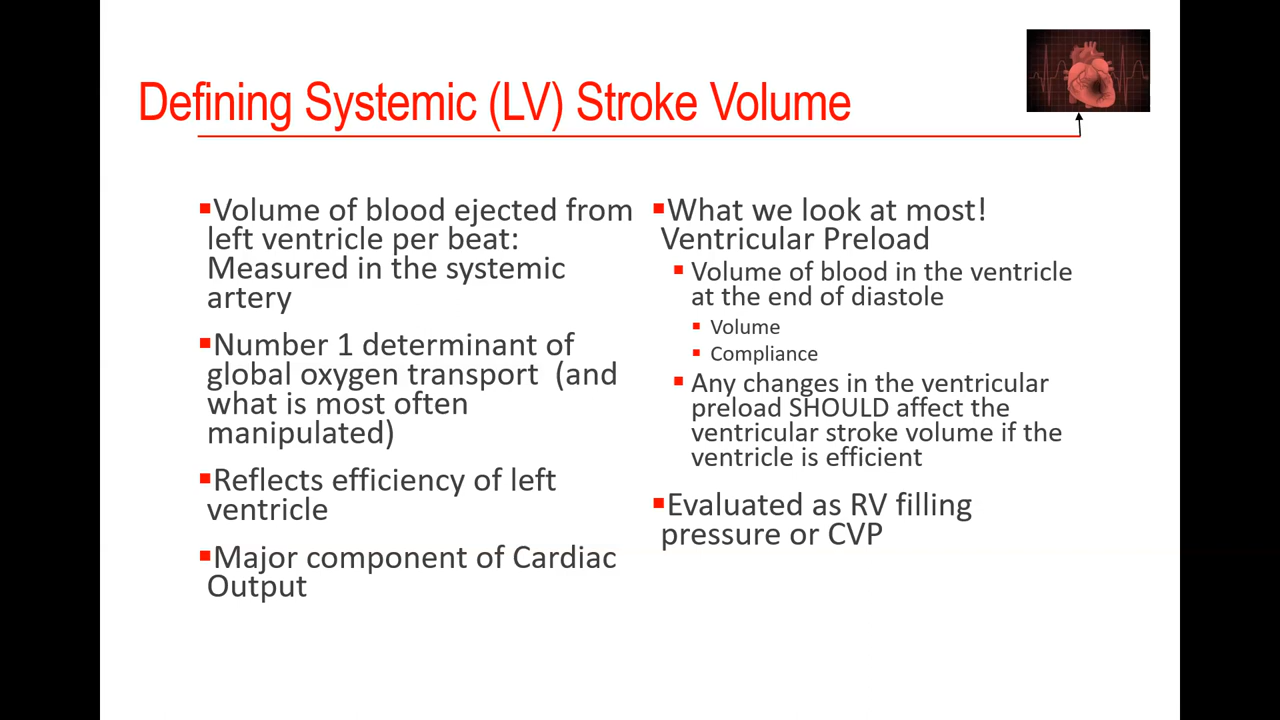 Defining Systemic (LV) Stroke Volume
▪Volume of blood ejected from
left ventricle per beat:
Measured in the systemic
artery
▪Number 1 determinant of
global oxygen transport  (and
what is most often
manipulated)
▪Reflects efficiency of left
ventricle
▪Major component of Cardiac
Output
▪What we look at most!
Ventricular Preload
▪ Volume of blood in the ventricle
at the end of diastole
▪ Volume
▪ Compliance
▪ Any changes in the ventricular
preload SHOULD affect the
ventricular stroke volume if the
ventricle is efficient
▪Evaluated as RV filling
pressure or CVP